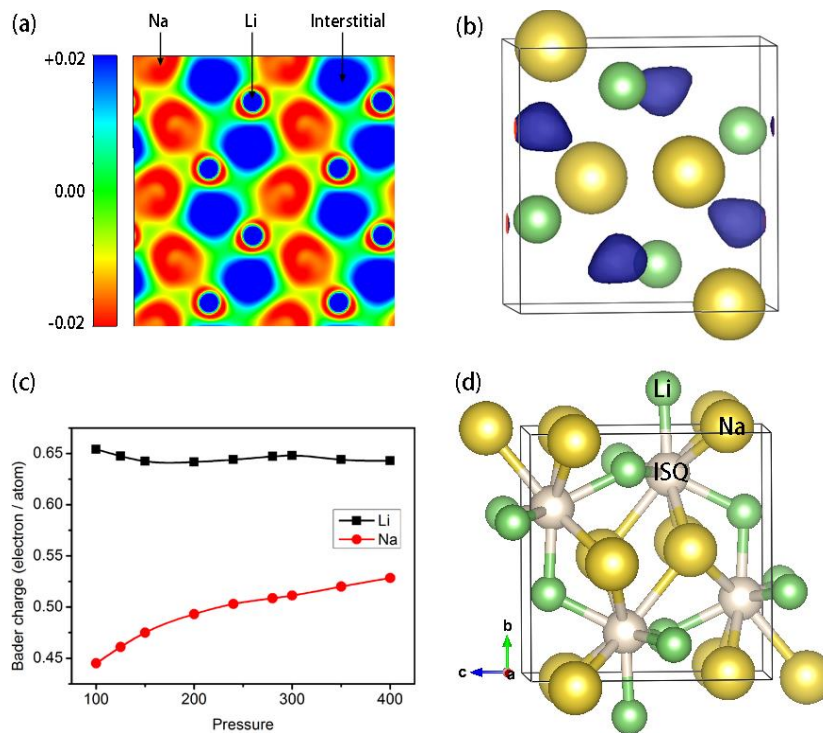 (a)
Na
Li
Interstitial
+0.02
0.00
-0.02
(b)
(c)
0.65
0.60
0.55
0.50
0.45
Bader charge (electron / atom)
Li
Na
100
200
300
400
Pressure
(d)
Li
Na
ISQ
b
c
a